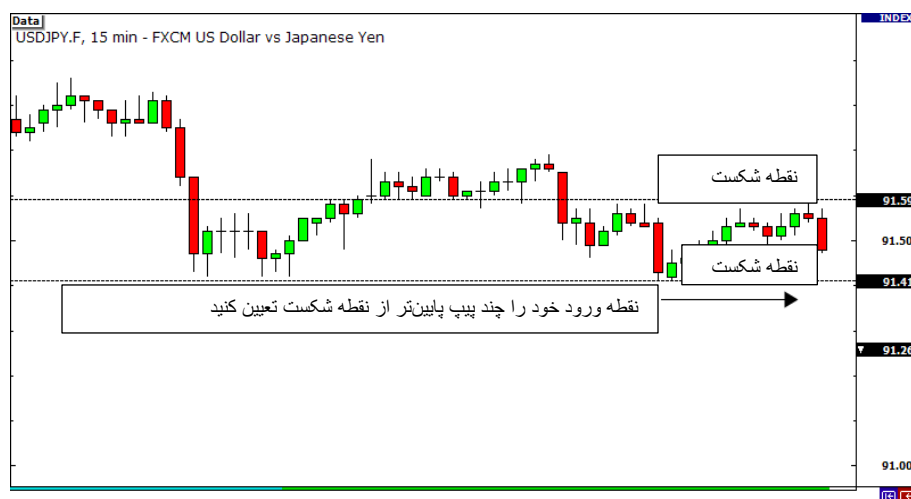 Data
INDEX
USDJPY.F, 15 min - FXCM US Dollar vs Japanese Yen
نقطه شکست
91.59
91.50
نقطه شکست
91.41
نقطه ورود خود را چند پیپ پایین‌تر از نقطه شکست تعیین کنید
91.26
91.00